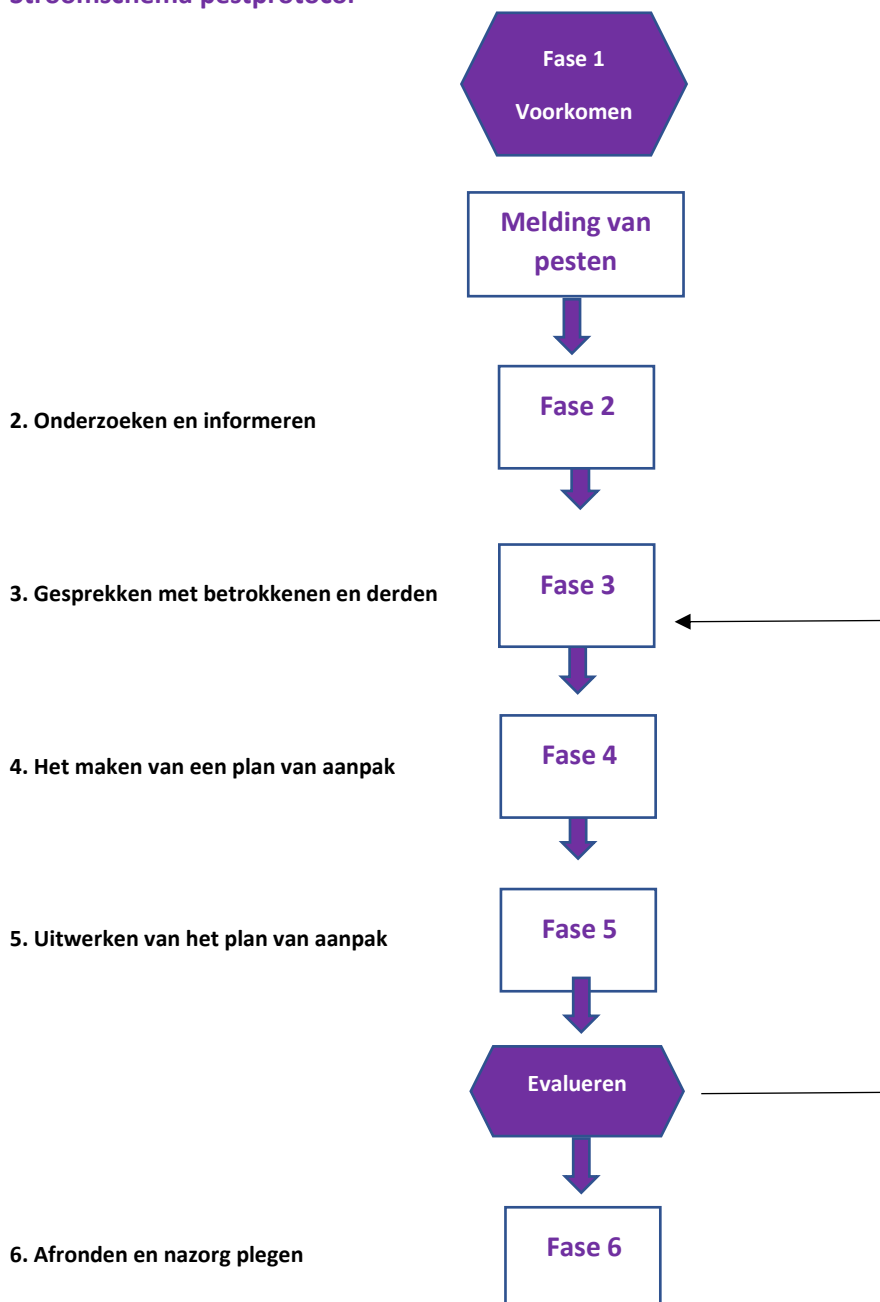 Stroomschema pestprotocol
Fase 1
Voorkomen
Melding van
pesten
Fase 2
2. Onderzoeken en informeren
Fase 3
3. Gesprekken met betrokkenen en derden
Fase 4
4. Het maken van een plan van aanpak
Fase 5
5. Uitwerken van het plan van aanpak
Evalueren
Fase 6
6. Afronden en nazorg plegen